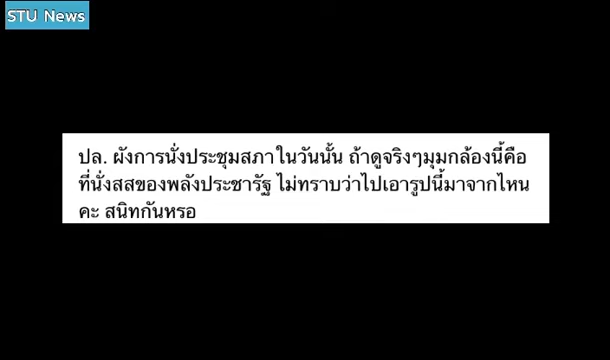 STU News
ปล. ผังการนั่งประชุมสภาในวันนั้น ถ้าดูจริงๆมุมกล้องนี้คือ
ที่นั่งสสของพลังประชารัฐ ไม่ทราบว่าไปเอารูปนี้มาจากไหน
คะ สนิทกันหรอ